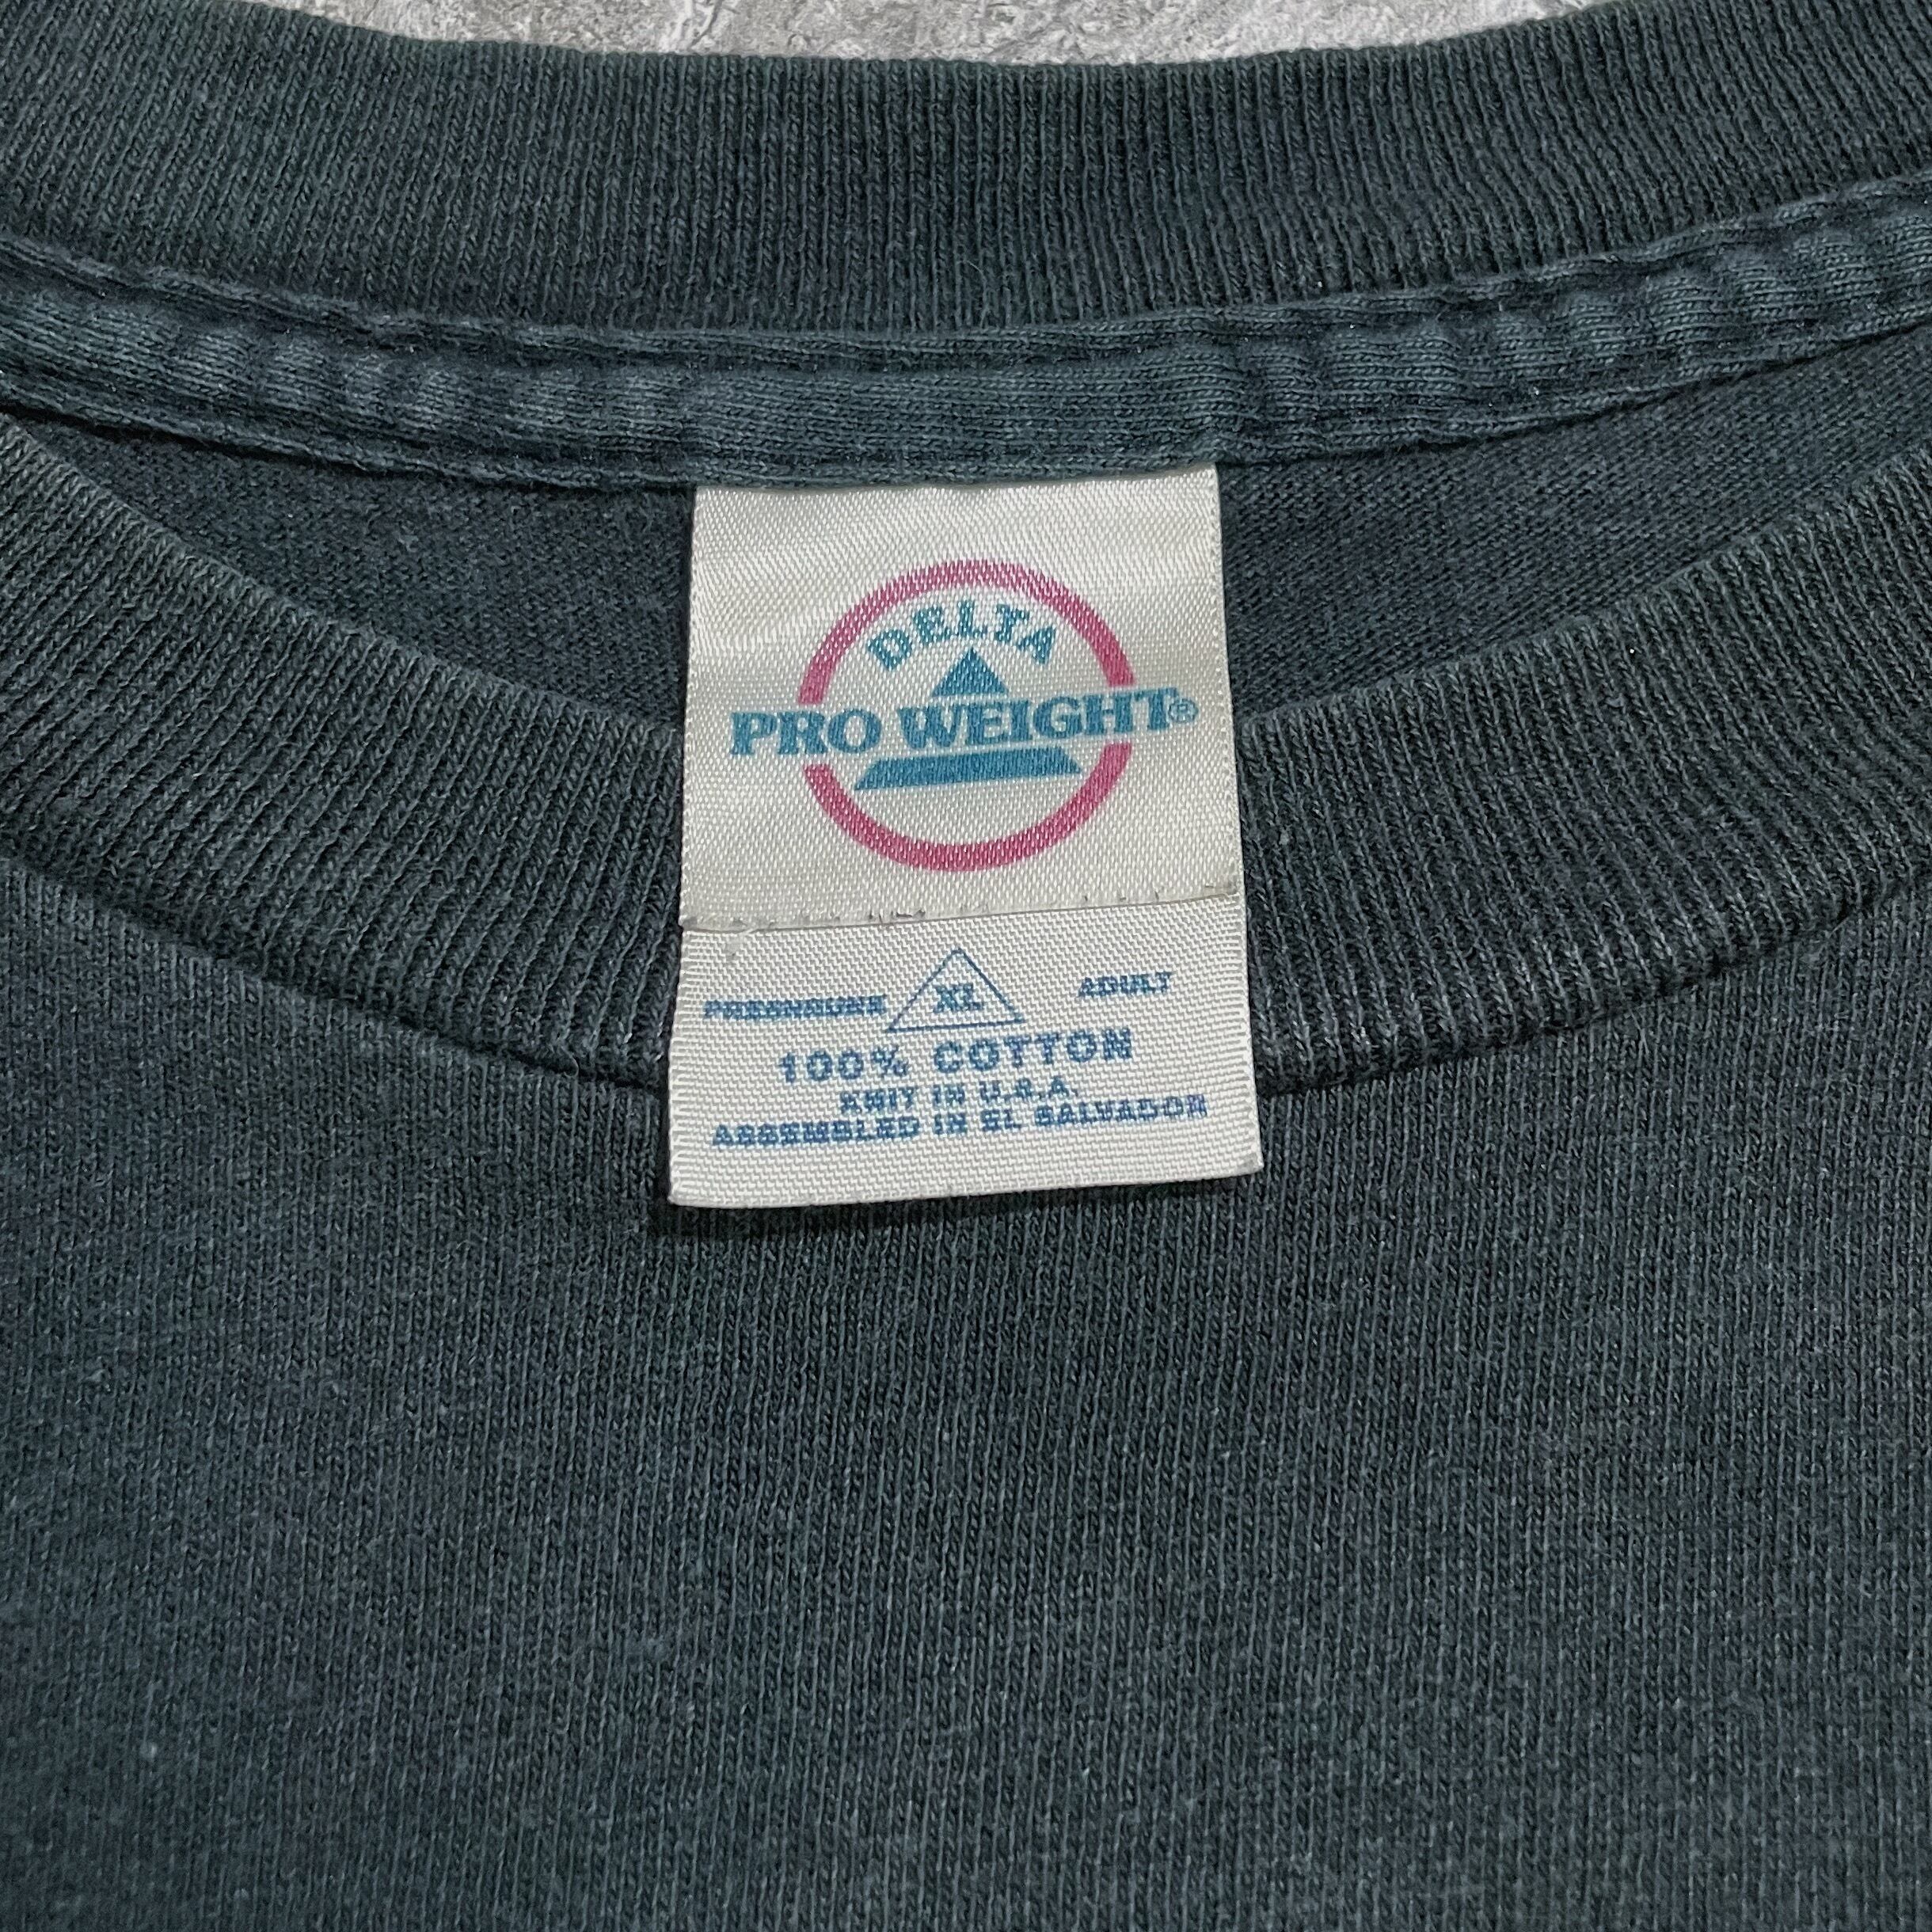 DELTA
PRO WEIGHT®
PRESHRUNK XL ADULT
100% COTTON
KNIT IN U.S.A.
ASSEMBLED IN EL SALVADOR